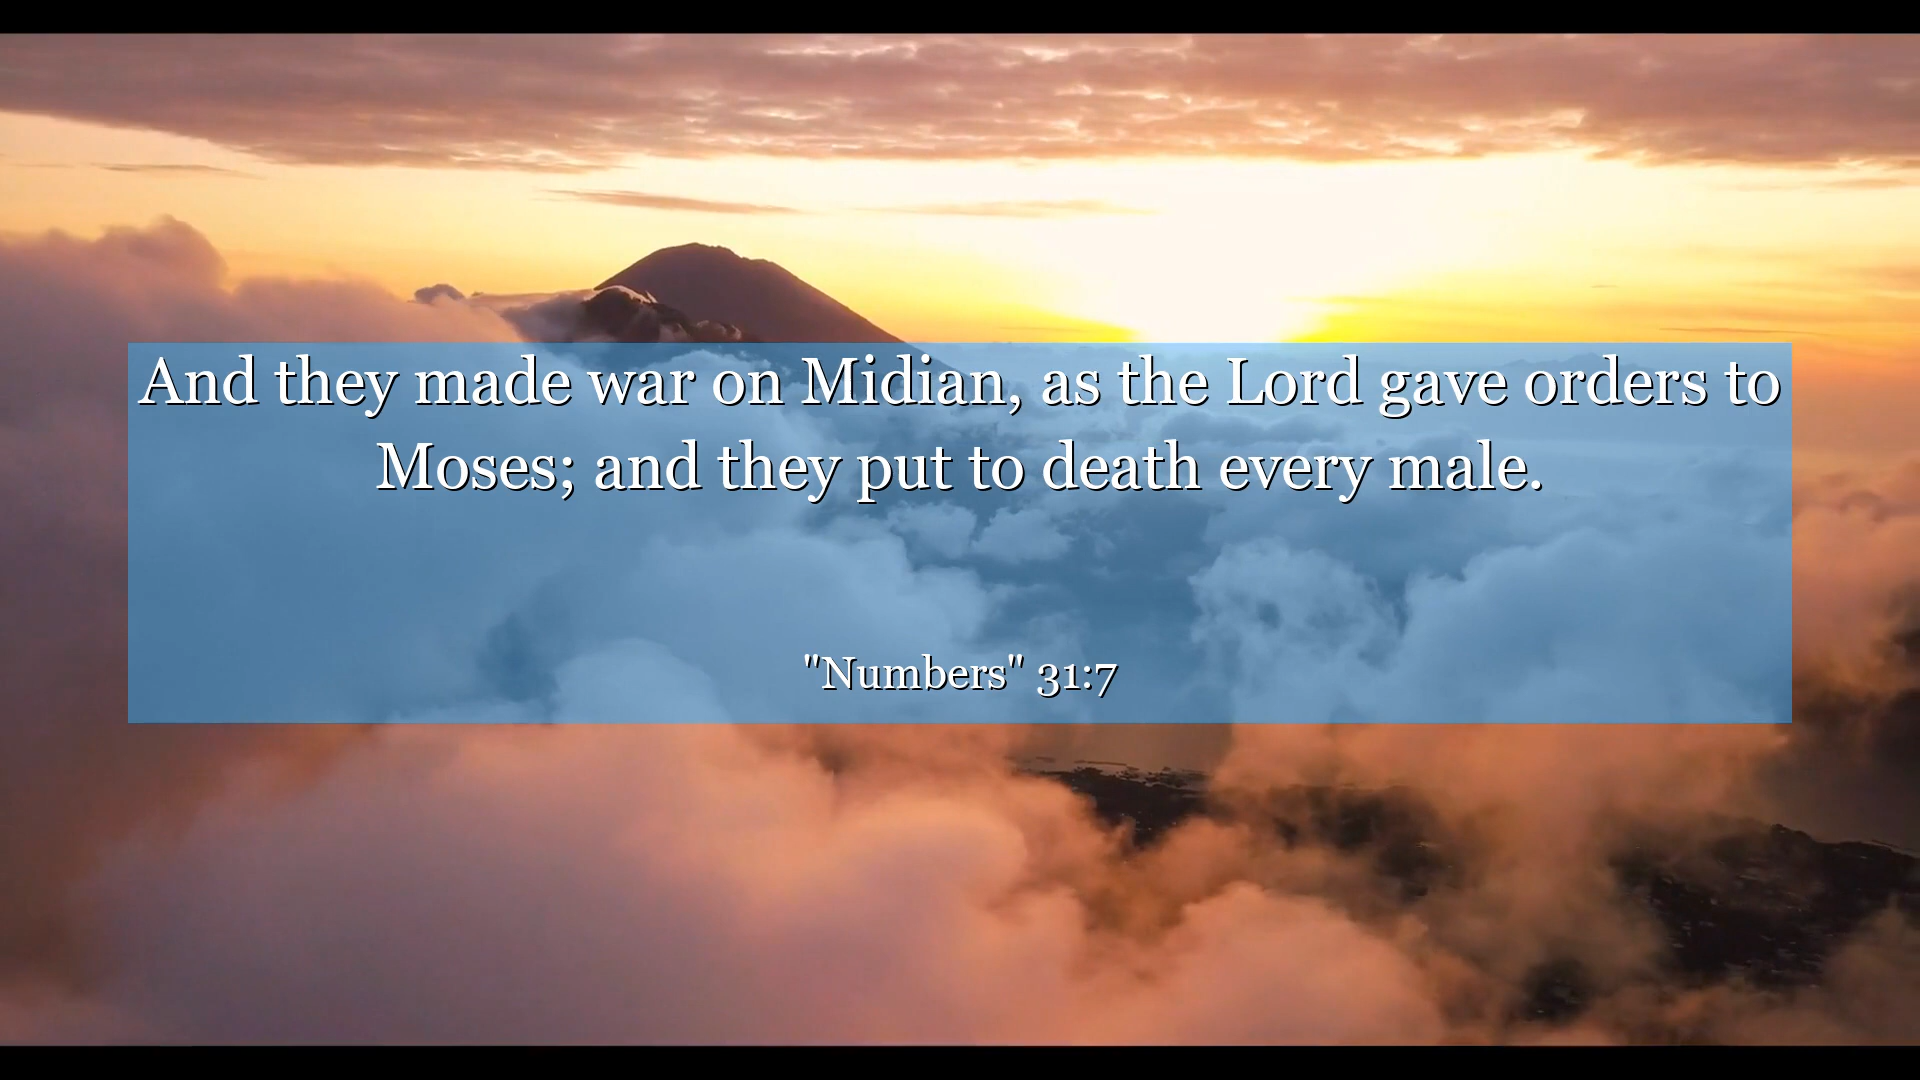 And they made war on Midian, as the Lord gave orders to
Moses; and they put to death every male.
"Numbers" 31:7